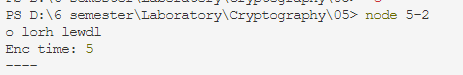 PS D:\6 semester\Laboratory\Cryptography\05> node 5-2
o lorh lewdl
Enc time: 5
----